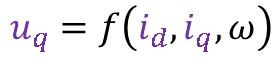 u_q = f(i_d, i_q, ω)